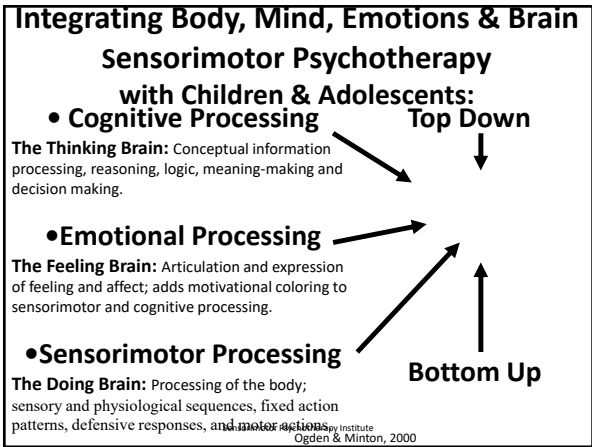 Integrating Body, Mind, Emotions & Brain
Sensorimotor Psychotherapy
with Children & Adolescents:
• Cognitive Processing
Top Down
The Thinking Brain: Conceptual information
processing, reasoning, logic, meaning-making and
decision making.
•Emotional Processing
The Feeling Brain: Articulation and expression
of feeling and affect; adds motivational coloring to
sensorimotor and cognitive processing.
•Sensorimotor Processing
Bottom Up
The Doing Brain: Processing of the body;
sensory and physiological sequences, fixed action
patterns, defensive responses, and motor actions.
Sensorimotor Psychotherapy Institute
Ogden & Minton, 2000